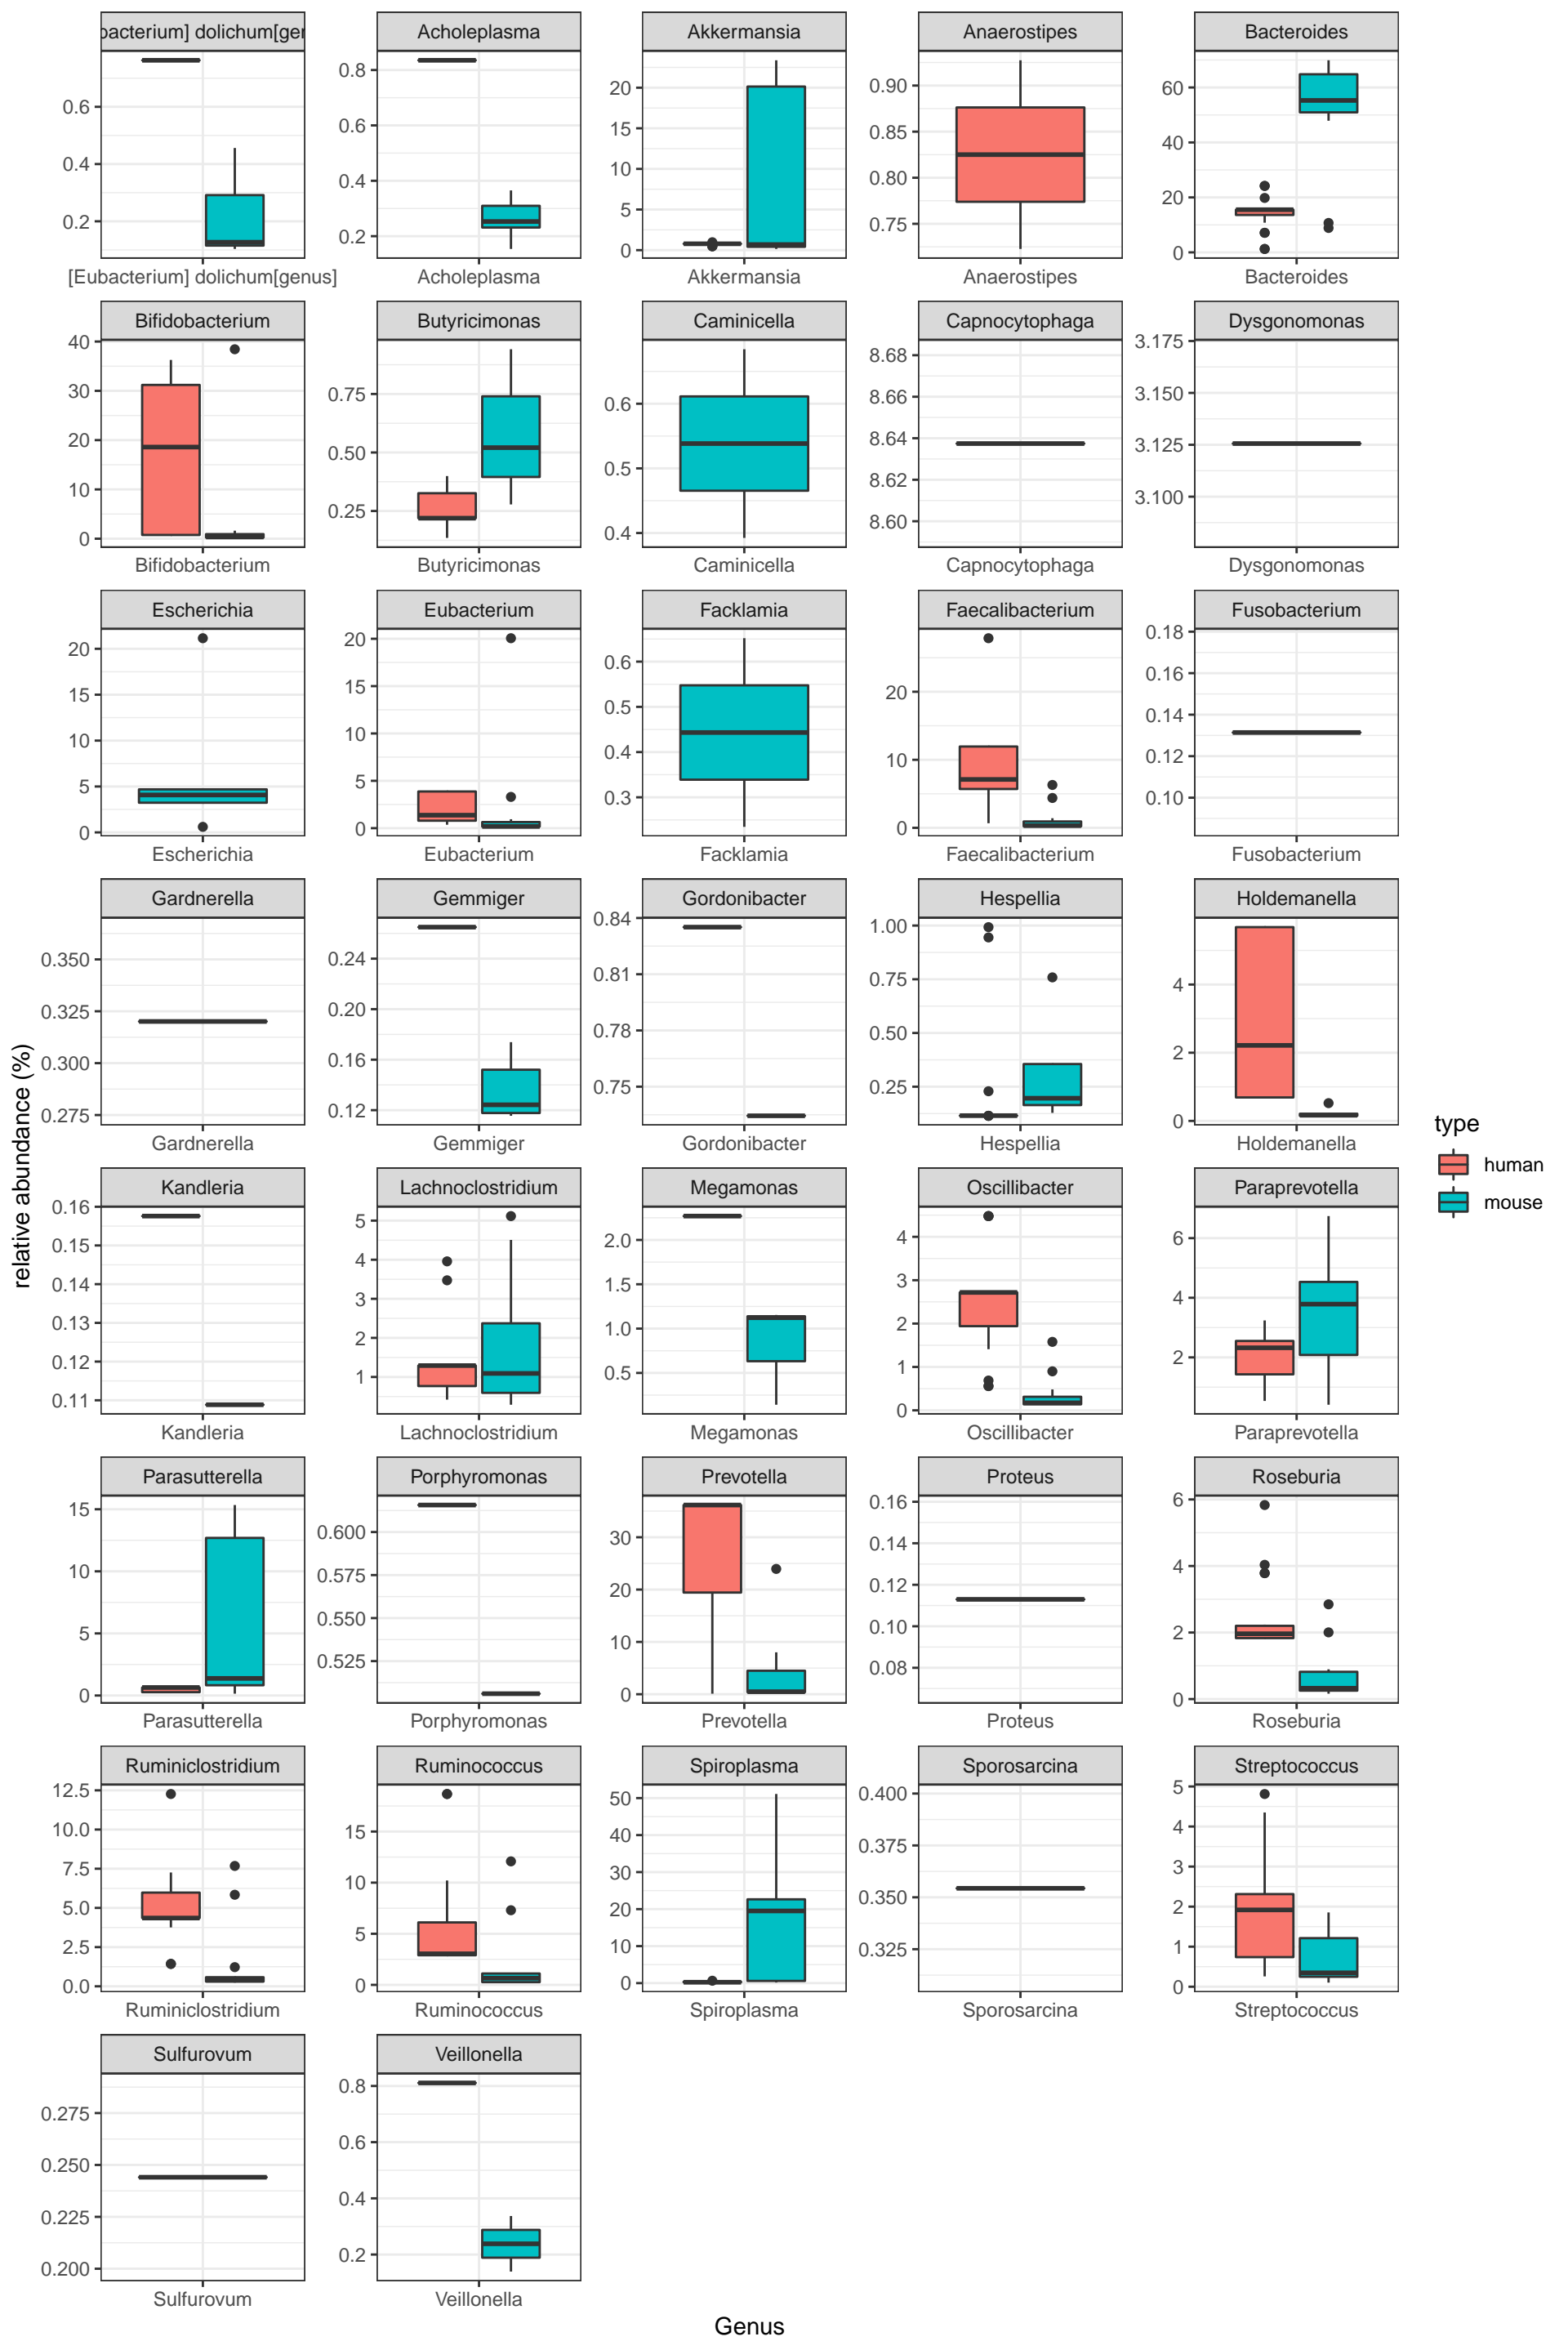 bacterium] dolichum[ger
Acholeplasma
Akkermansia
Anaerostipes
Bacteroides
0.6
0.4
0.2
0.8
0.6
0.4
0.2
20
15
10
5
0
0.90
0.85
0.80
0.75
60
40
20
0
[Eubacterium] dolichum[genus]
Acholeplasma
Akkermansia
Anaerostipes
Bacteroides
Bifidobacterium
Butyricimonas
Caminicella
Capnocytophaga
Dysgonomonas
40
30
20
10
0
0.75
0.50
0.25
0.6
0.5
0.4
8.68
8.66
8.64
8.62
8.60
3.175
3.150
3.125
3.100
Bifidobacterium
Butyricimonas
Caminicella
Capnocytophaga
Dysgonomonas
Escherichia
Eubacterium
Facklamia
Faecalibacterium
Fusobacterium
20
15
10
5
0
20
15
10
5
0
0.6
0.5
0.4
0.3
20
10
0
0.18
0.16
0.14
0.12
0.10
Escherichia
Eubacterium
Facklamia
Faecalibacterium
Fusobacterium
Gardnerella
Gemmiger
Gordonibacter
Hespellia
Holdemanella
0.350
0.325
0.300
0.275
0.24
0.20
0.16
0.12
0.84
0.81
0.78
0.75
1.00
0.75
0.50
0.25
4
2
0
Gardnerella
Gemmiger
Gordonibacter
Hespellia
Holdemanella
relative abundance (%)
type
human
mouse
Kandleria
Lachnoclostridium
Megamonas
Oscillibacter
Paraprevotella
0.16
0.15
0.14
0.13
0.12
0.11
5
4
3
2
1
2.0
1.5
1.0
0.5
4
3
2
1
0
6
4
2
Kandleria
Lachnoclostridium
Megamonas
Oscillibacter
Paraprevotella
Parasutterella
Porphyromonas
Prevotella
Proteus
Roseburia
15
10
5
0
0.600
0.575
0.550
0.525
30
20
10
0
0.16
0.14
0.12
0.10
0.08
6
4
2
0
Parasutterella
Porphyromonas
Prevotella
Proteus
Roseburia
Ruminiclostridium
Ruminococcus
Spiroplasma
Sporosarcina
Streptococcus
12.5
10.0
7.5
5.0
2.5
0.0
15
10
5
0
50
40
30
20
10
0
0.400
0.375
0.350
0.325
5
4
3
2
1
0
Ruminiclostridium
Ruminococcus
Spiroplasma
Sporosarcina
Streptococcus
Sulfurovum
Veillonella
0.275
0.250
0.225
0.200
0.8
0.6
0.4
0.2
Sulfurovum
Veillonella
Genus